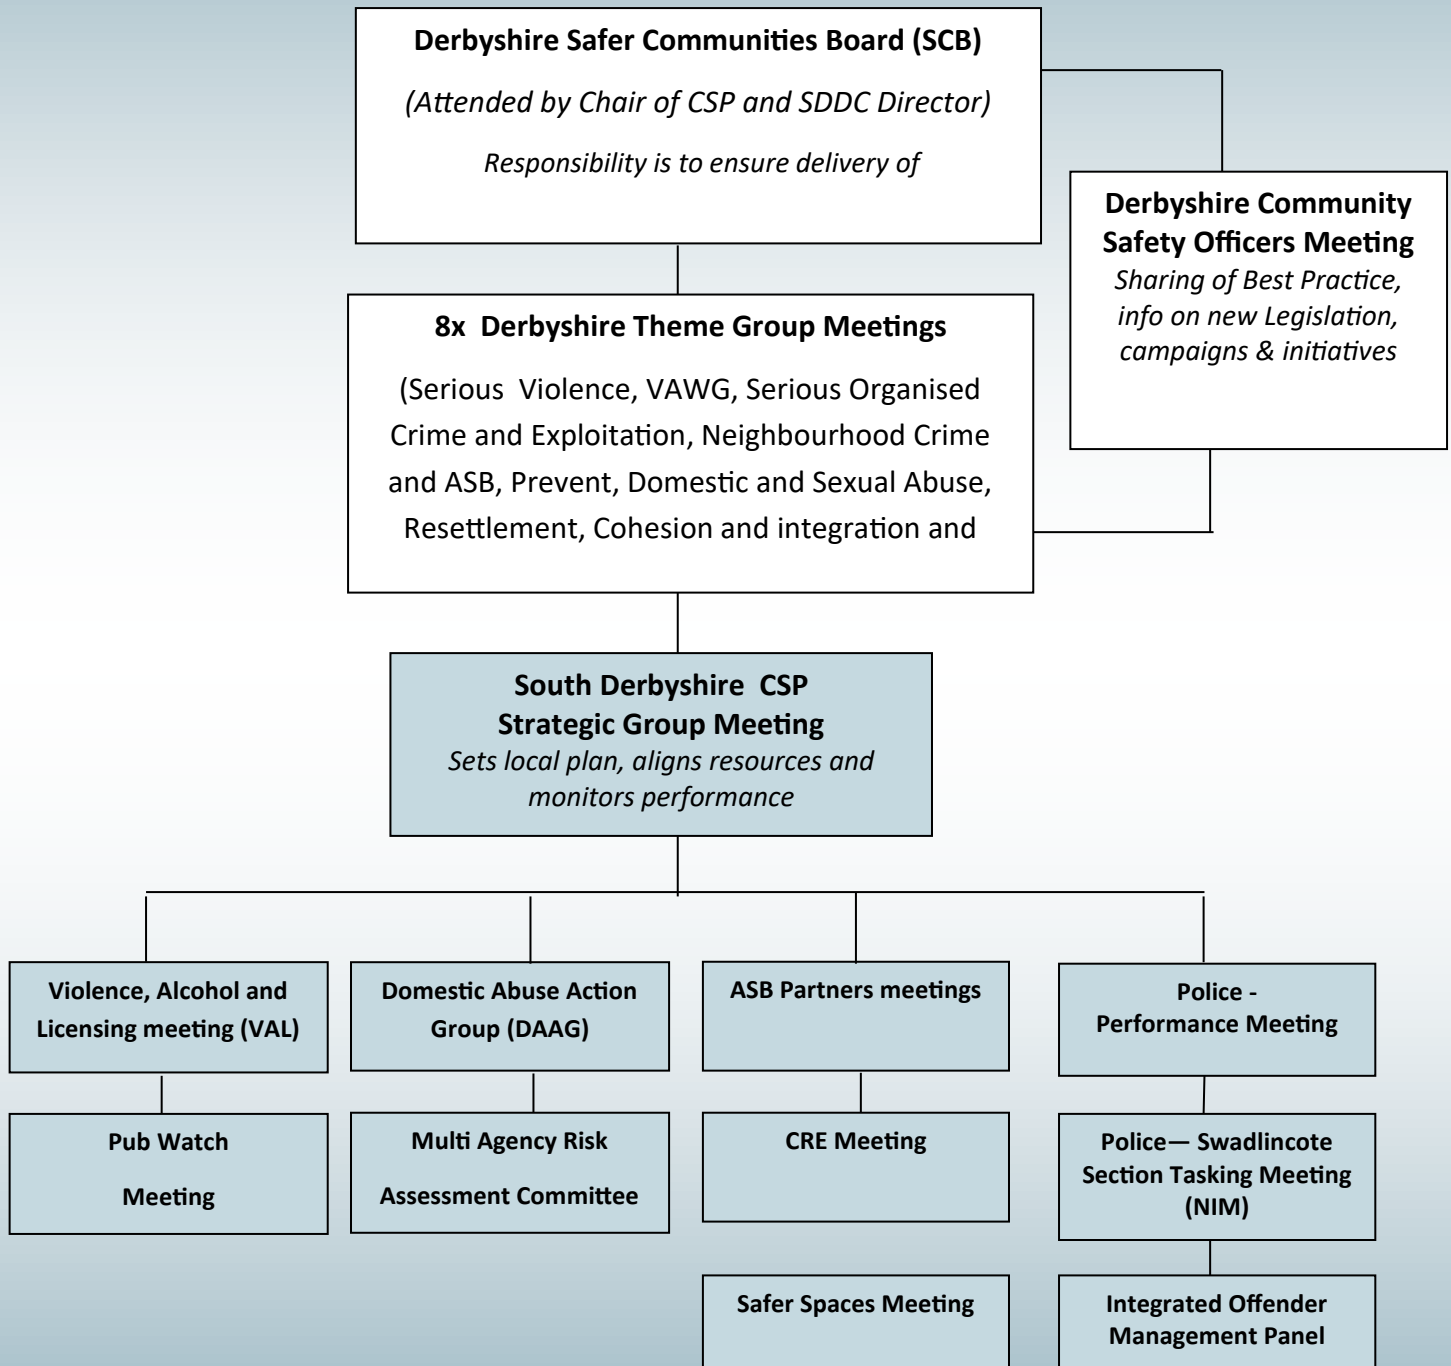 Derbyshire Safer Communities Board (SCB)
(Attended by Chair of CSP and SDDC Director)
Responsibility is to ensure delivery of
Derbyshire Community
Safety Officers Meeting
Sharing of Best Practice,
info on new Legislation,
campaigns & initiatives
8x Derbyshire Theme Group Meetings
(Serious Violence, VAWG, Serious Organised
Crime and Exploitation, Neighbourhood Crime
and ASB, Prevent, Domestic and Sexual Abuse,
Resettlement, Cohesion and integration and
South Derbyshire CSP
Strategic Group Meeting
Sets local plan, aligns resources and
monitors performance
Violence, Alcohol and
Licensing meeting (VAL)
Domestic Abuse Action
Group (DAAG)
ASB Partners meetings
Police -
Performance Meeting
Pub Watch
Meeting
Multi Agency Risk
Assessment Committee
CRE Meeting
Police— Swadlincote
Section Tasking Meeting
(NIM)
Safer Spaces Meeting
Integrated Offender
Management Panel